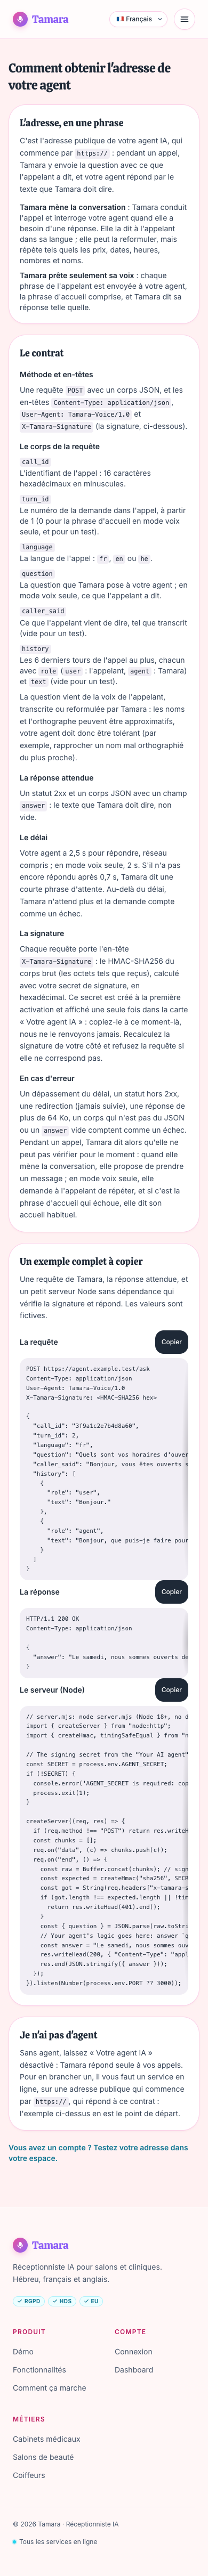 Tamara
Français
Comment obtenir l'adresse de
votre agent
L'adresse, en une phrase
C'est l'adresse publique de votre agent IA, qui
commence par https:// : pendant un appel,
Tamara y envoie la question avec ce que
l'appelant a dit, et votre agent répond par le
texte que Tamara doit dire.
Tamara mène la conversation : Tamara conduit
l'appel et interroge votre agent quand elle a
besoin d'une réponse. Elle la dit à l'appelant
dans sa langue ; elle peut la reformuler, mais
répète tels quels les prix, dates, heures,
nombres et noms.
Tamara prête seulement sa voix : chaque
phrase de l'appelant est envoyée à votre agent,
la phrase d'accueil comprise, et Tamara dit sa
réponse telle quelle.
Le contrat
Méthode et en-têtes
Une requête POST avec un corps JSON, et les
en-têtes Content-Type: application/json,
User-Agent: Tamara-Voice/1.0 et
X-Tamara-Signature (la signature, ci-dessous).
Le corps de la requête
call_id
L'identifiant de l'appel : 16 caractères
hexadécimaux en minuscules.
turn_id
Le numéro de la demande dans l'appel, à partir
de 1 (0 pour la phrase d'accueil en mode voix
seule, et pour un test).
language
La langue de l'appel : fr, en ou he.
question
La question que Tamara pose à votre agent ; en
mode voix seule, ce que l'appelant a dit.
caller_said
Ce que l'appelant vient de dire, tel que transcrit
(vide pour un test).
history
Les 6 derniers tours de l'appel au plus, chacun
avec role (user : l'appelant, agent : Tamara)
et text (vide pour un test).
La question vient de la voix de l'appelant,
transcrite ou reformulée par Tamara : les noms
et l'orthographe peuvent être approximatifs,
votre agent doit donc être tolérant (par
exemple, rapprocher un nom mal orthographié
du plus proche).
La réponse attendue
Un statut 2xx et un corps JSON avec un champ
answer : le texte que Tamara doit dire, non
vide.
Le délai
Votre agent a 2,5 s pour répondre, réseau
compris ; en mode voix seule, 2 s. S'il n'a pas
encore répondu après 0,7 s, Tamara dit une
courte phrase d'attente. Au-delà du délai,
Tamara n'attend plus et la demande compte
comme un échec.
La signature
Chaque requête porte l'en-tête
X-Tamara-Signature : le HMAC-SHA256 du
corps brut (les octets tels que reçus), calculé
avec votre secret de signature, en
hexadécimal. Ce secret est créé à la première
activation et affiché une seule fois dans la carte
« Votre agent IA » : copiez-le à ce moment-là,
nous ne le renvoyons jamais. Recalculez la
signature de votre côté et refusez la requête si
elle ne correspond pas.
En cas d'erreur
Un dépassement du délai, un statut hors 2xx,
une redirection (jamais suivie), une réponse de
plus de 64 Ko, un corps qui n'est pas du JSON
ou un answer vide comptent comme un échec.
Pendant un appel, Tamara dit alors qu'elle ne
peut pas vérifier pour le moment ; quand elle
mène la conversation, elle propose de prendre
un message ; en mode voix seule, elle
demande à l'appelant de répéter, et si c'est la
phrase d'accueil qui échoue, elle dit son
accueil habituel.
Un exemple complet à copier
Une requête de Tamara, la réponse attendue, et
un petit serveur Node sans dépendance qui
vérifie la signature et répond. Les valeurs sont
fictives.
La requête
Copier
POST https://agent.example.test/ask
Content-Type: application/json
User-Agent: Tamara-Voice/1.0
X-Tamara-Signature: <HMAC-SHA256 hex>
{
"call_id": "3f9a1c2e7b4d8a60",
"turn_id": 2,
"language": "fr",
"question": "Quels sont vos horaires d'ouver
"caller_said": "Bonjour, vous êtes ouverts s
"history": [
{
"role": "user",
"text": "Bonjour."
},
{
"role": "agent",
"text": "Bonjour, que puis-je faire pour
}
]
}
La réponse
Copier
HTTP/1.1 200 OK
Content-Type: application/json
{
"answer": "Le samedi, nous sommes ouverts de
}
Le serveur (Node)
Copier
// server.mjs: node server.mjs (Node 18+, no d
import { createServer } from "node:http";
import { createHmac, timingSafeEqual } from "n
// The signing secret from the "Your AI agent"
const SECRET = process.env.AGENT_SECRET;
if (!SECRET) {
console.error('AGENT_SECRET is required: cop
process.exit(1);
}
createServer((req, res) => {
if (req.method !== "POST") return res.writeH
const chunks = [];
req.on("data", (c) => chunks.push(c));
req.on("end", () => {
const raw = Buffer.concat(chunks); // sign
const expected = createHmac("sha256", SECRE
const got = String(req.headers["x-tamara-s
if (got.length !== expected.length || !tim
return res.writeHead(401).end();
}
const { question } = JSON.parse(raw.toStri
// Your agent's logic goes here: answer `q
const answer = "Le samedi, nous sommes ouv
res.writeHead(200, { "Content-Type": "appl
res.end(JSON.stringify({ answer }));
});
}).listen(Number(process.env.PORT ?? 3000));
Je n'ai pas d'agent
Sans agent, laissez « Votre agent IA »
désactivé : Tamara répond seule à vos appels.
Pour en brancher un, il vous faut un service en
ligne, sur une adresse publique qui commence
par https://, qui répond à ce contrat :
l'exemple ci-dessus en est le point de départ.
Vous avez un compte ? Testez votre adresse dans
votre espace.
Tamara
Réceptionniste IA pour salons et cliniques.
Hébreu, français et anglais.
RGPD HDS EU
PRODUIT
Démo
Fonctionnalités
Comment ça marche
COMPTE
Connexion
Dashboard
MÉTIERS
Cabinets médicaux
Salons de beauté
Coiffeurs
© 2026 Tamara · Réceptionniste IA
Tous les services en ligne